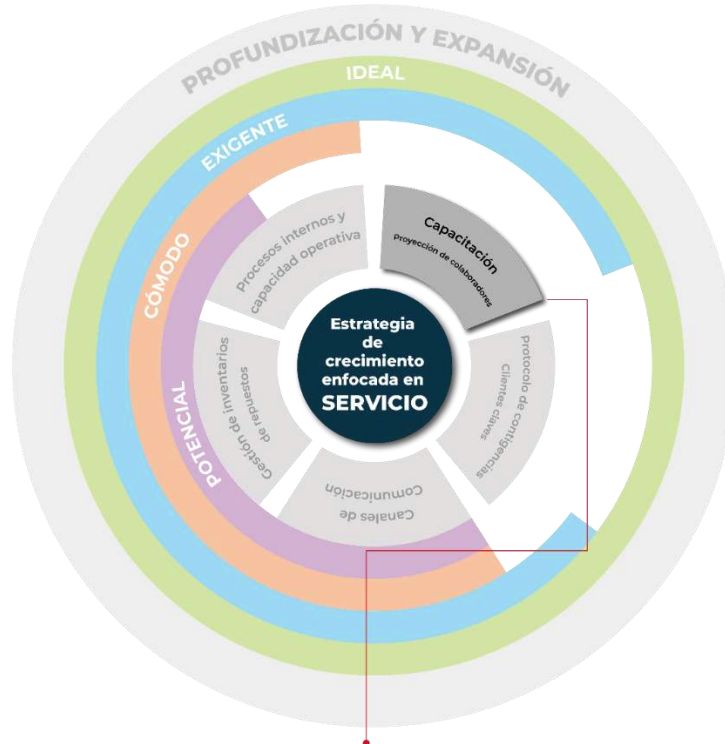 PROFUNDIZACIÓN Y EXPANSIÓN
IDEAL
EXIGENTE
CÓMODO
POTENCIAL
Procesos internos y
capacidad operativa
Capacitación
Proyección de colaboradores
Protocolo de contigencias
Clientes claves
Canales de
Comunicación
Gestión de inventarios
de repuestos
Estrategia
de
crecimiento
enfocada en
SERVICIO